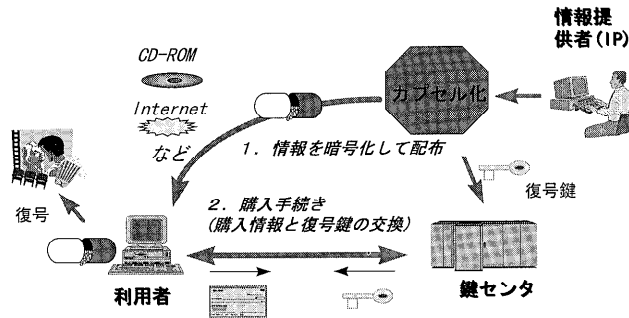 情報提
供者(IP)
CD-ROM
カプセル化
Internet
など
1. 情報を暗号化して配布
復号鍵
復号
2. 購入手続き
(購入情報と復号鍵の交換)
利用者
鍵センタ